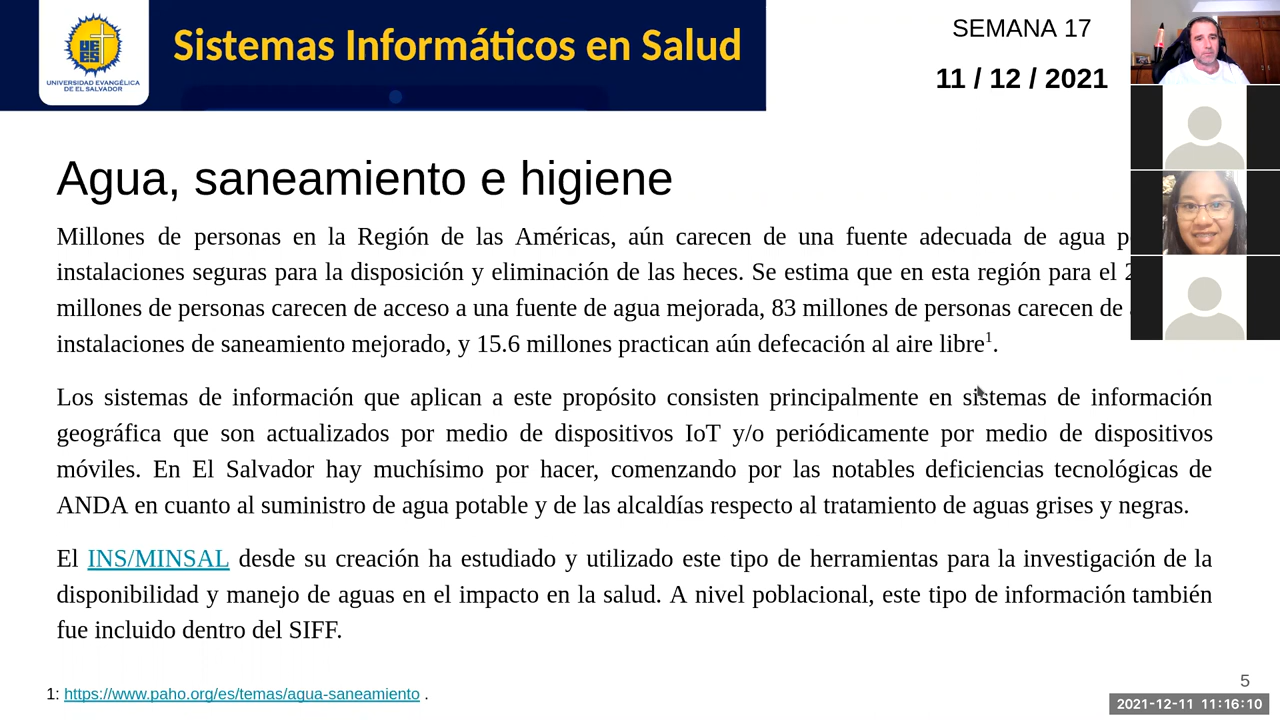 UNIVERSIDAD EVANGÉLICA
DE EL SALVADOR
Sistemas Informáticos en Salud
SEMANA 17
11 / 12 / 2021
Agua, saneamiento e higiene
Millones de personas en la Región de las Américas, aún carecen de una fuente adecuada de agua
instalaciones seguras para la disposición y eliminación de las heces. Se estima que en esta región para el
millones de personas carecen de acceso a una fuente de agua mejorada, 83 millones de personas carecen de
instalaciones de saneamiento mejorado, y 15.6 millones practican aún defecación al aire libre1.
Los sistemas de información que aplican a este propósito consisten principalmente en sistemas de información
geográfica que son actualizados por medio de dispositivos IoT y/o periódicamente por medio de dispositivos
móviles. En El Salvador hay muchísimo por hacer, comenzando por las notables deficiencias tecnológicas de
ANDA en cuanto al suministro de agua potable y de las alcaldías respecto al tratamiento de aguas grises y negras.
El INS/MINSAL desde su creación ha estudiado y utilizado este tipo de herramientas para la investigación de la
disponibilidad y manejo de aguas en el impacto en la salud. A nivel poblacional, este tipo de información también
fue incluido dentro del SIFF.
1: https://www.paho.org/es/temas/agua-saneamiento .
5
2021-12-11 11:16:10